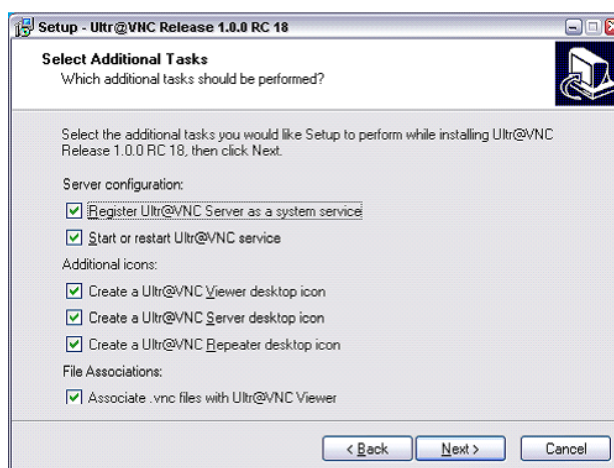 Setup - Ultr@VNC Release 1.0.0 RC 18
Select Additional Tasks
Which additional tasks should be performed?
Select the additional tasks you would like Setup to perform while installing Ultr@VNC
Release 1.0.0 RC 18, then click Next.
Server configuration:
Register Ultr@VNC Server as a system service
Start or restart Ultr@VNC service
Additional icons:
Create a Ultr@VNC Viewer desktop icon
Create a Ultr@VNC Server desktop icon
Create a Ultr@VNC Repeater desktop icon
File Associations:
Associate .vnc files with Ultr@VNC Viewer
< Back Next > Cancel